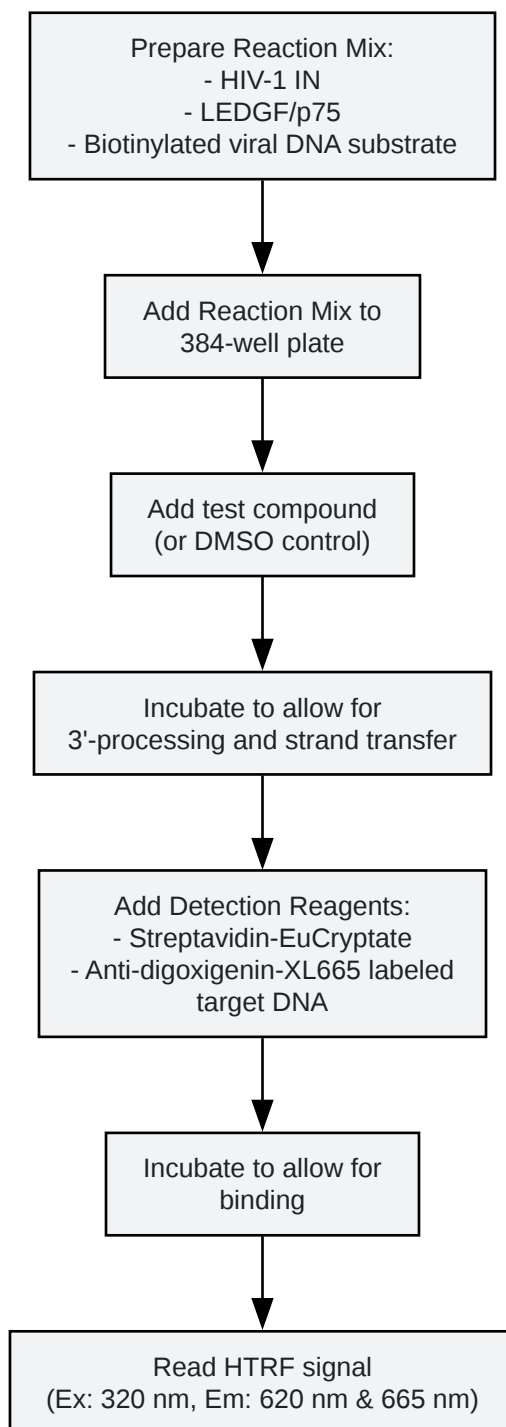 Prepare Reaction Mix:
- HIV-1 IN
- LEDGF/p75
- Biotinylated viral DNA substrate
Add Reaction Mix to
384-well plate
Add test compound
(or DMSO control)
Incubate to allow for
3'-processing and strand transfer
Add Detection Reagents:
- Streptavidin-EuCryptate
- Anti-digoxigenin-XL665 labeled
target DNA
Incubate to allow for
binding
Read HTRF signal
(Ex: 320 nm, Em: 620 nm & 665 nm)